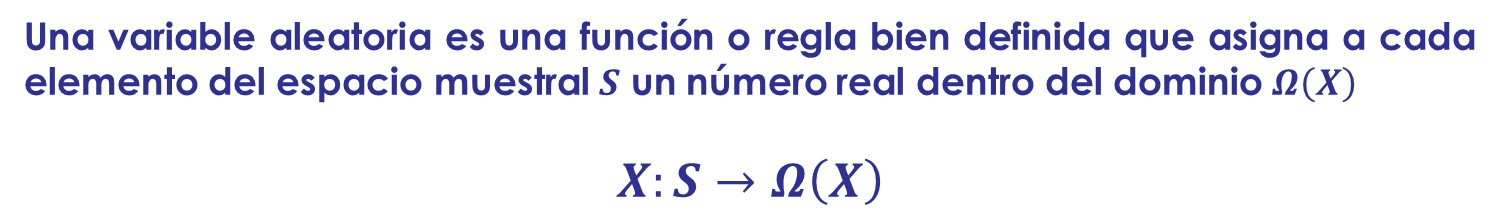 Una variable aleatoria es una función o regla bien definida que asigna a cada
elemento del espacio muestral S un número real dentro del dominio Ω(X)
X: S → Ω(X)